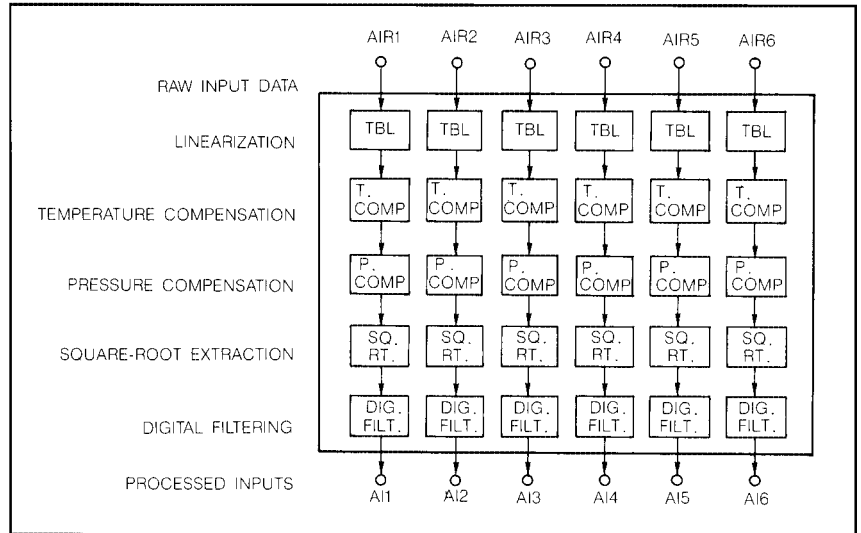 AIR1 AIR2 AIR3 AIR4 AIR5 AIR6
RAW INPUT DATA
LINEARIZATION TBL TBL TBL TBL TBL TBL
TEMPERATURE COMPENSATION
T. T. T. T. T. T.
COMP COMP COMP COMP COMP COMP
PRESSURE COMPENSATION
P. P. P. P. P. P.
COMP COMP COMP COMP COMP COMP
SQUARE-ROOT EXTRACTION
SQ. SQ. SQ. SQ. SQ. SQ.
RT. RT. RT. RT. RT. RT.
DIGITAL FILTERING
DIG. DIG. DIG. DIG. DIG. DIG.
FILT. FILT. FILT. FILT. FILT. FILT.
PROCESSED INPUTS
AI1 AI2 AI3 AI4 AI5 AI6